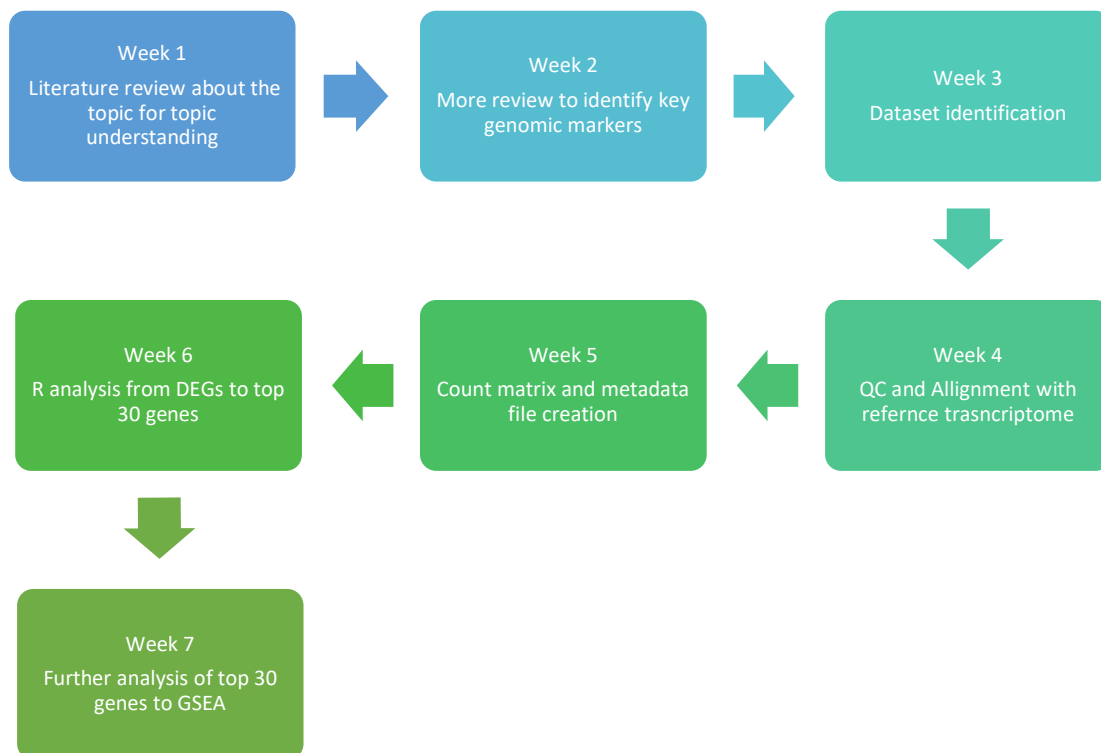 Week 1
Literature review about the
topic for topic
understanding
Week 2
More review to identify key
genomic markers
Week 3
Dataset identification
Week 4
QC and Allignment with
refernce trasncriptome
Week 5
Count matrix and metadada
file creation
Week 6
R analysis from DEGs to top
30 genes
Week 7
Further analysis of top 30
genes to GSEA